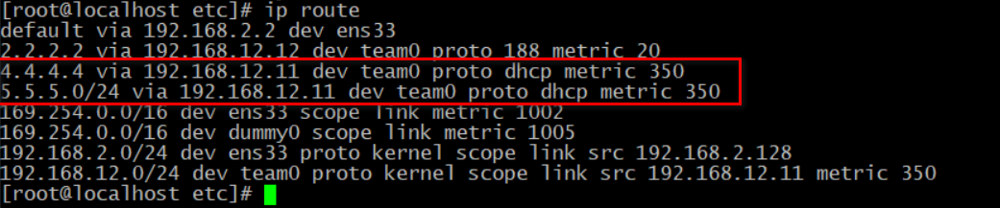 [root@localhost etc]# ip route
default via 192.168.2.2 dev ens33
2.2.2.2 via 192.168.12.12 dev team0 proto 188 metric 20
4.4.4.4 via 192.168.12.11 dev team0 proto dhcp metric 350
5.5.5.0/24 via 192.168.12.11 dev team0 proto dhcp metric 350
169.254.0.0/16 dev ens33 scope link metric 1002
169.254.0.0/16 dev dummy0 scope link metric 1005
192.168.2.0/24 dev ens33 proto kernel scope link src 192.168.2.128
192.168.12.0/24 dev team0 proto kernel scope link src 192.168.12.11 metric 350
[root@localhost etc]#